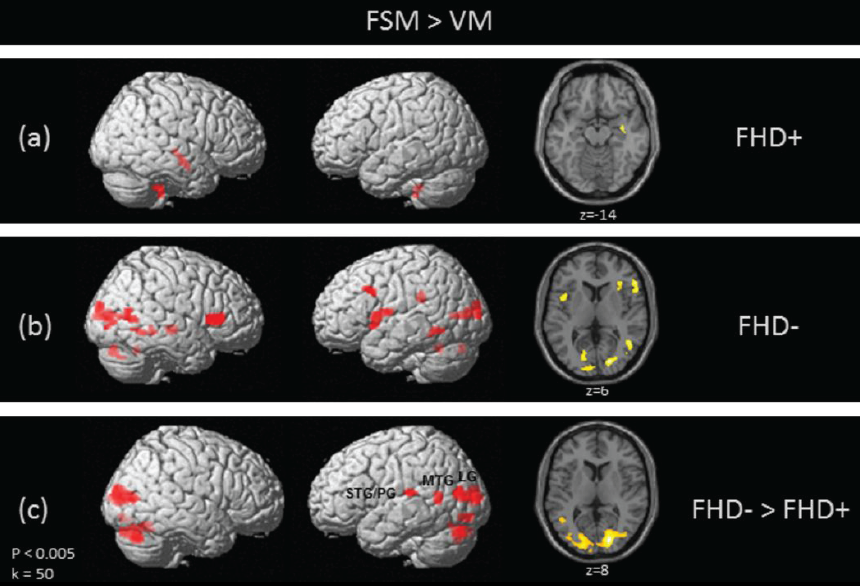 FSM > VM
(a)
FHD+
z=-14
(b)
FHD-
z=6
STG/PG MTG LG
(c)
FHD- > FHD+
P < 0.005
k = 50
z=8